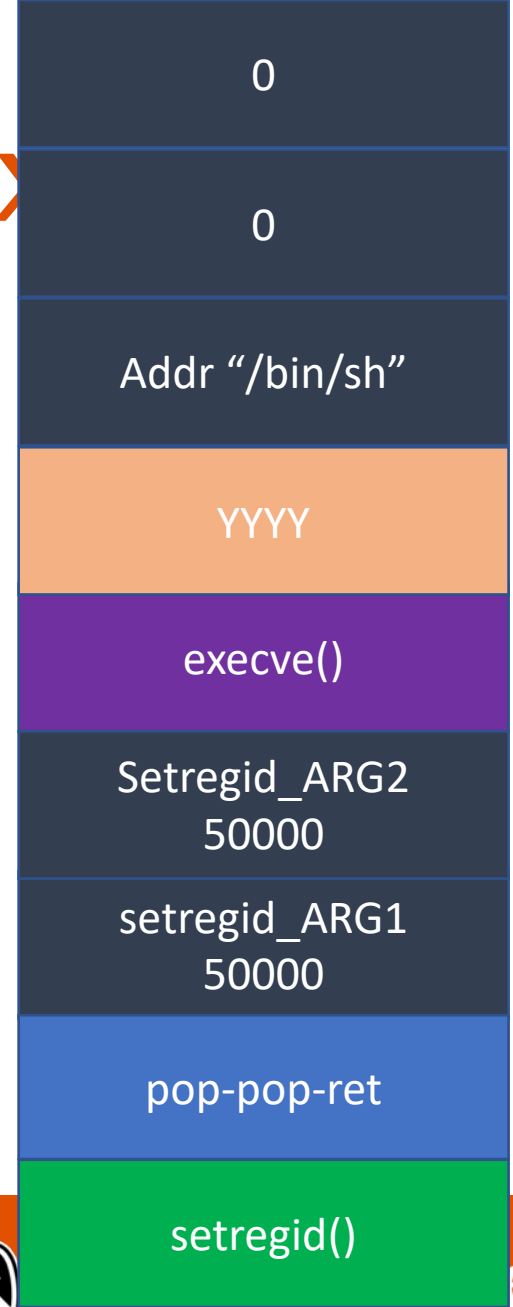 0
0
Addr “/bin/sh”
YYYY
execve()
Setregid_ARG2
50000
setregid_ARG1
50000
pop-pop-ret
setregid()